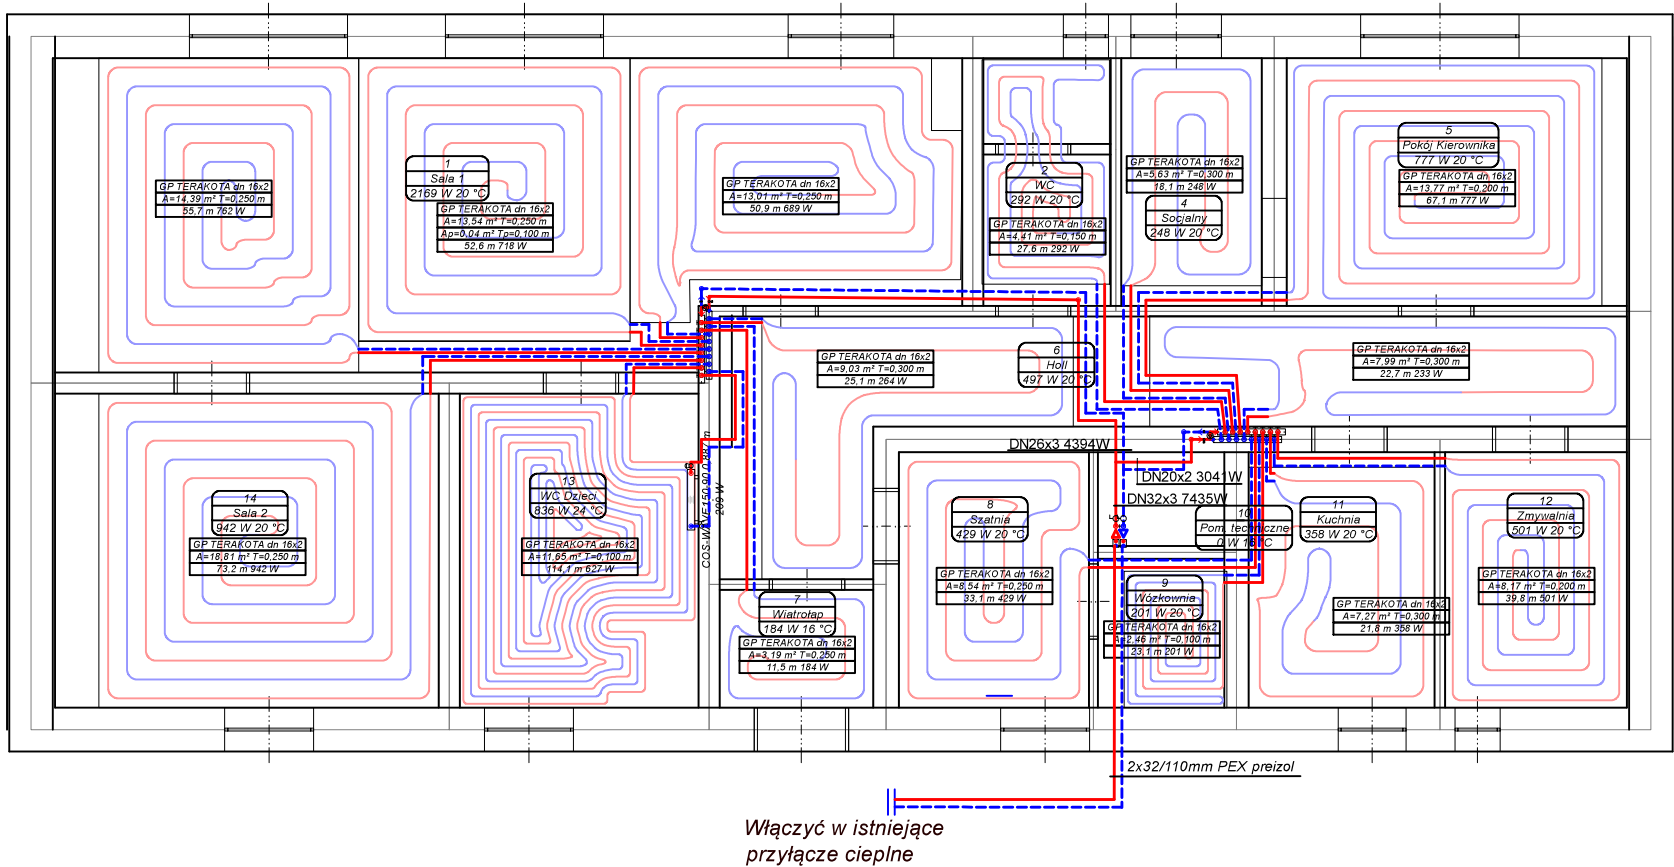 GP TERAKOTA dn 16x2
A=14,39 m² T=0,250 m
55,7 m 762 W
1
Sala 1
2169 W 20 °C
GP TERAKOTA dn 16x2
A=13,54 m² T=0,250 m
Ap=0,04 m² Tp=0,100 m
52,6 m 718 W
GP TERAKOTA dn 16x2
A=13,01 m² T=0,250 m
50,9 m 689 W
2
WC
292 W 20 °C
GP TERAKOTA dn 16x2
A=4,41 m² T=0,150 m
27,6 m 292 W
GP TERAKOTA dn 16x2
A=5,63 m² T=0,300 m
18,1 m 248 W
4
Socjalny
248 W 20 °C
5
Pokój Kierownika
777 W 20 °C
GP TERAKOTA dn 16x2
A=13,77 m² T=0,200 m
67,1 m 777 W
GP TERAKOTA dn 16x2
A=9,03 m² T=0,300 m
25,1 m 264 W
6
Holl
497 W 20 °C
GP TERAKOTA dn 16x2
A=7,99 m² T=0,300 m
22,7 m 233 W
DN26x3 4394W
DN20x2 3041W
DN32x3 7435W
14
Sala 2
942 W 20 °C
GP TERAKOTA dn 16x2
A=18,81 m² T=0,250 m
73,2 m 942 W
13
WC Dzieci
836 W 24 °C
GP TERAKOTA dn 16x2
A=11,65 m² T=0,100 m
114,1 m 627 W
209 W
7
Wiatrołap
184 W 16 °C
GP TERAKOTA dn 16x2
A=3,19 m² T=0,250 m
11,5 m 184 W
8
Szatnia
429 W 20 °C
GP TERAKOTA dn 16x2
A=8,54 m² T=0,250 m
33,1 m 429 W
9
Wózkownia
201 W 20 °C
GP TERAKOTA dn 16x2
A=2,46 m² T=0,100 m
23,1 m 201 W
10
Pom. techniczne
0 W 16 °C
11
Kuchnia
358 W 20 °C
GP TERAKOTA dn 16x2
A=7,27 m² T=0,300 m
21,8 m 358 W
12
Zmywalnia
501 W 20 °C
GP TERAKOTA dn 16x2
A=8,17 m² T=0,200 m
39,8 m 501 W
2x32/110mm PEX preizol
Włączyć w istniejące
przyłącze cieplne